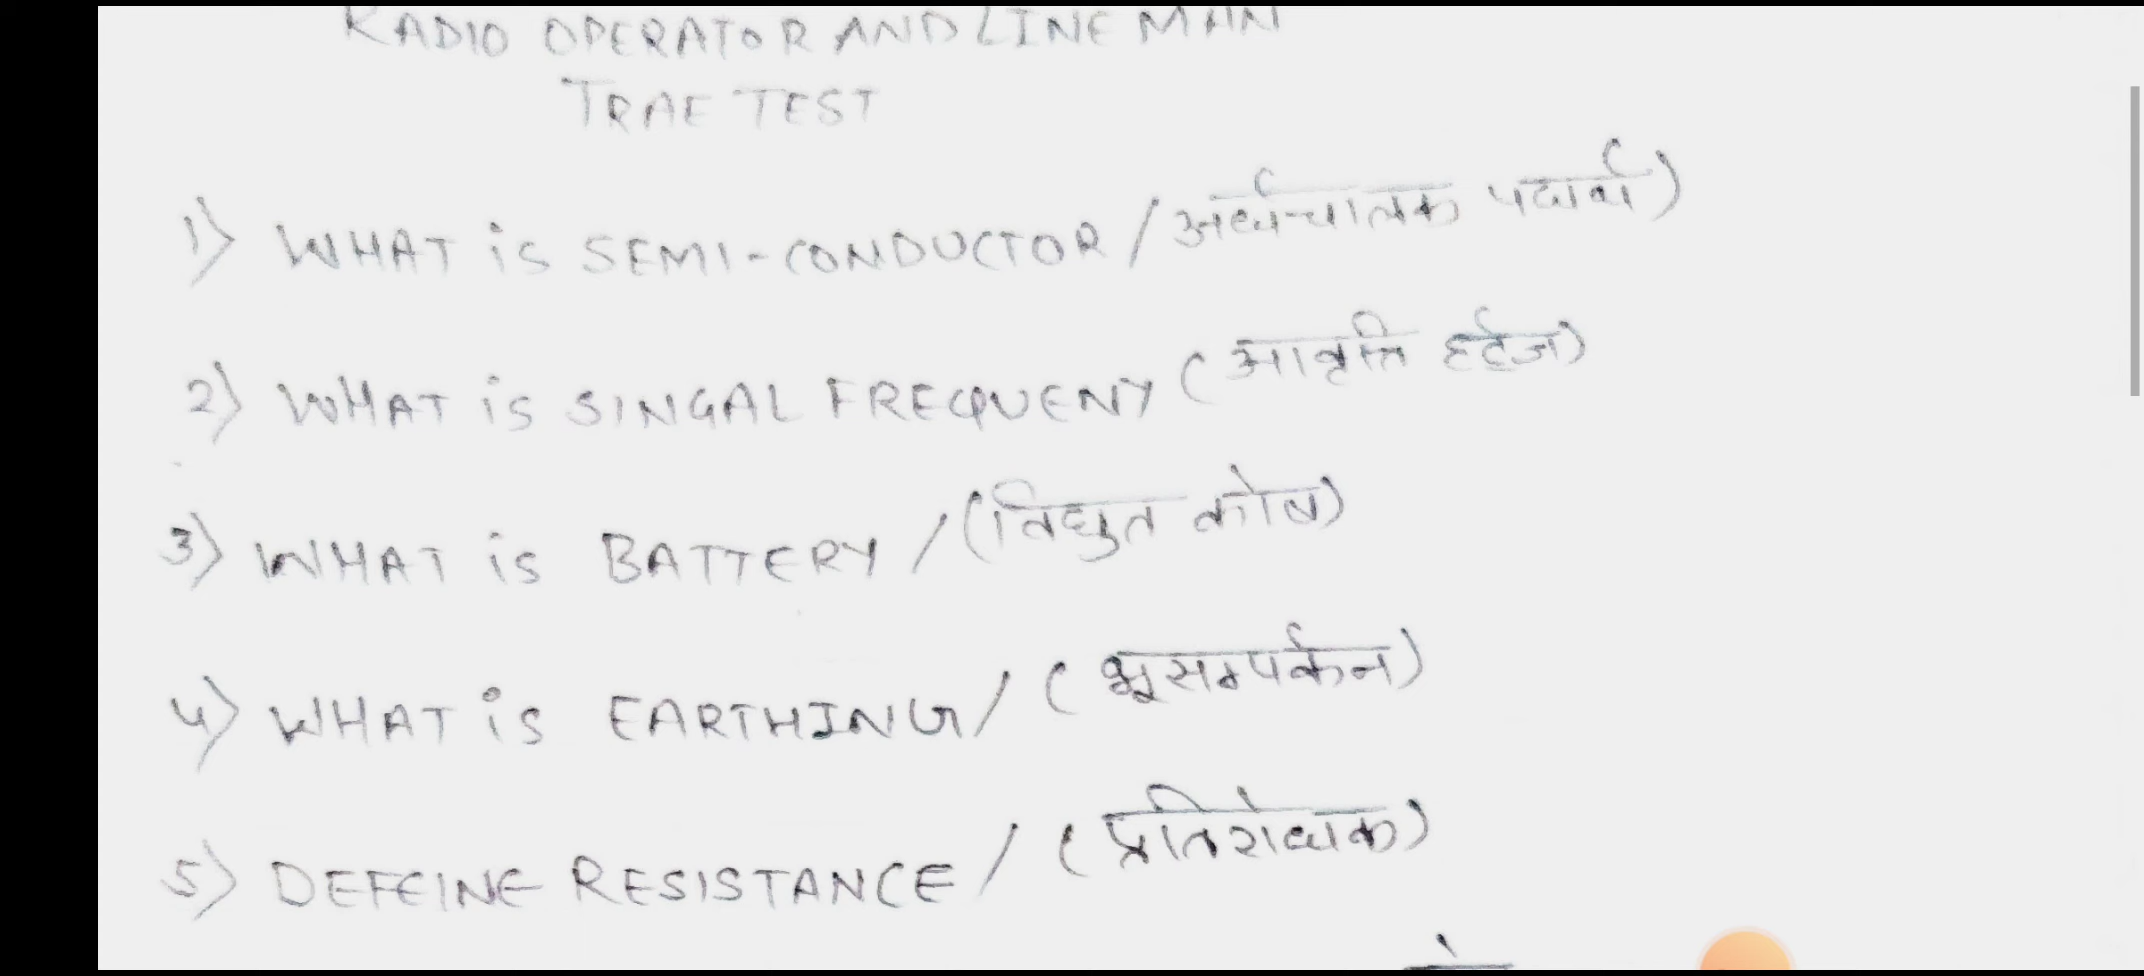 RADIO OPERATOR AND LINE MAN
TRAE TEST
1) WHAT iS SEMI-CONDUCTOR / अर्धचालक पदार्थ)
2) WHAT iS SINGAL FREQUENY (आवृत्ति हर्टज)
3) WHAT iS BATTERY / (विधुत कोष)
4) WHAT iS EARTHING / (भूसम्पर्कन)
5) DEFEINE RESISTANCE / (प्रतिरोधक)